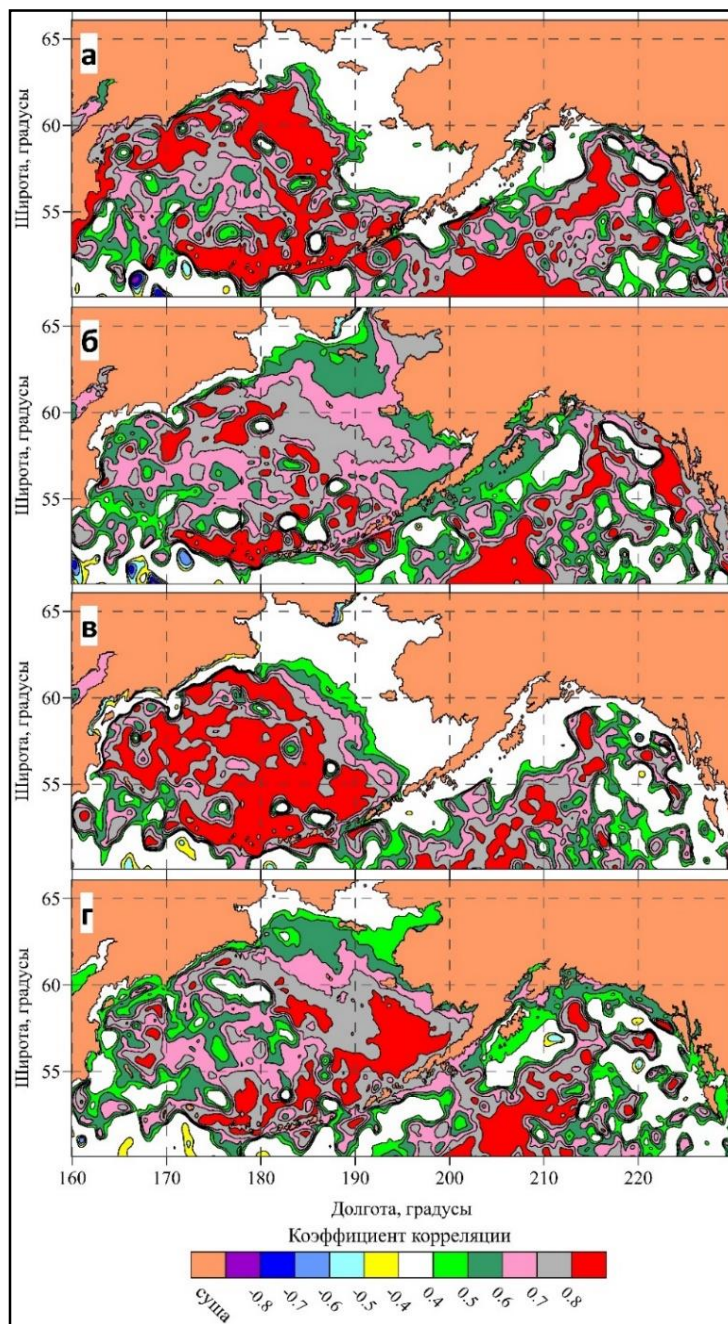 а
65
60
55
Широта, градусы
б
65
60
55
Широта, градусы
в
65
60
55
Широта, градусы
г
65
60
55
Широта, градусы
160 170 180 190 200 210 220
Долгота, градусы
Коэффициент корреляции
суша -0.8 -0.7 -0.6 -0.5 -0.4 0.4 0.5 0.6 0.7 0.8